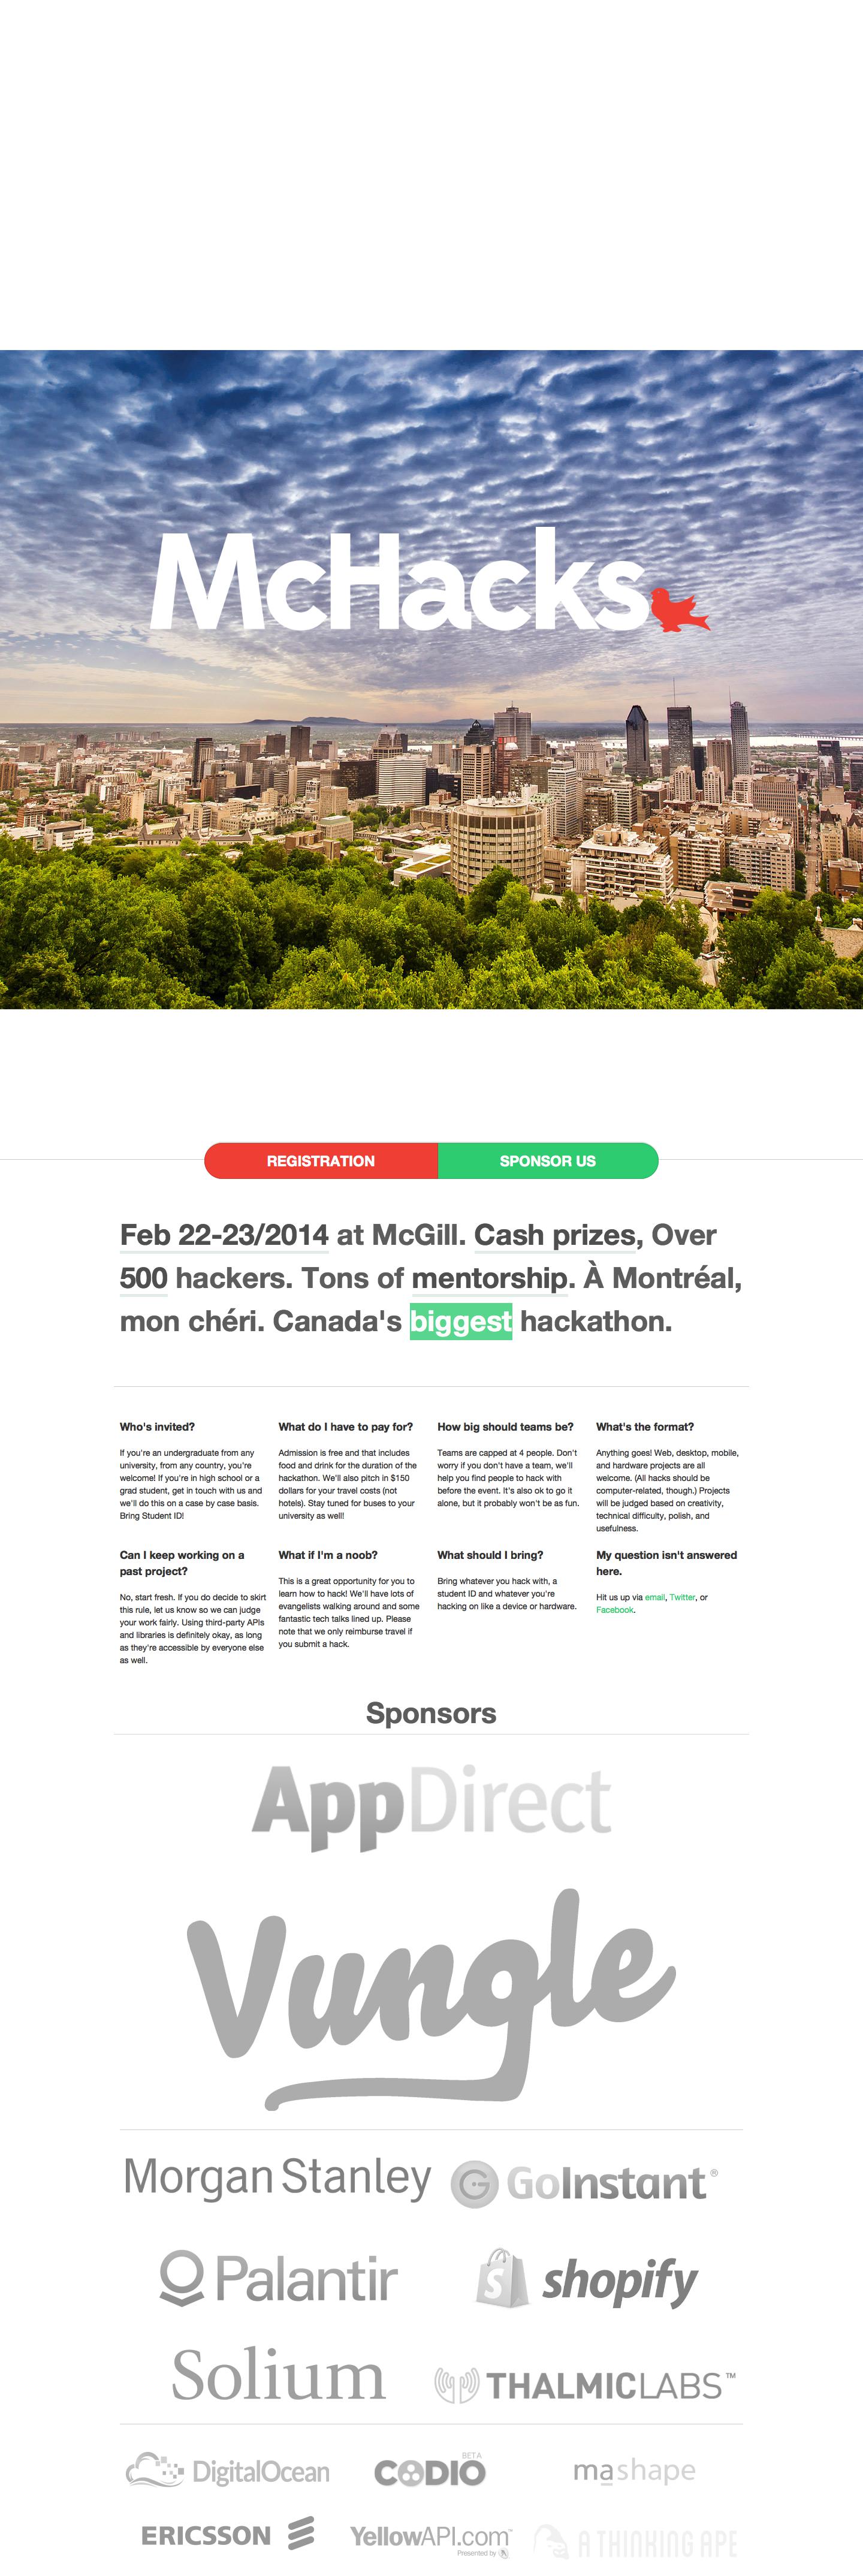 McHacks
REGISTRATION
SPONSOR US
Feb 22-23/2014 at McGill. Cash prizes, Over
500 hackers. Tons of mentorship. À Montréal,
mon chéri. Canada's biggest hackathon.
Who's invited?
If you're an undergraduate from any
university, from any country, you're
welcome! If you're in high school or a
grad student, get in touch with us and
we'll do this on a case by case basis.
Bring Student ID!
What do I have to pay for?
Admission is free and that includes
food and drink for the duration of the
hackathon. We'll also pitch in $150
dollars for your travel costs (not
hotels). Stay tuned for buses to your
university as well!
How big should teams be?
Teams are capped at 4 people. Don't
worry if you don't have a team, we'll
help you find people to hack with
before the event. It's also ok to go it
alone, but it probably won't be as fun.
What's the format?
Anything goes! Web, desktop, mobile,
and hardware projects are all
welcome. (All hacks should be
computer-related, though.) Projects
will be judged based on creativity,
technical difficulty, polish, and
usefulness.
Can I keep working on a
past project?
No, start fresh. If you do decide to skirt
this rule, let us know so we can judge
your work fairly. Using third-party APIs
and libraries is definitely okay, as long
as they're accessible by everyone else
as well.
What if I'm a noob?
This is a great opportunity for you to
learn how to hack! We'll have lots of
evangelists walking around and some
fantastic tech talks lined up. Please
note that we only reimburse travel if
you submit a hack.
What should I bring?
Bring whatever you hack with, a
student ID and whatever you're
hacking on like a device or hardware.
My question isn't answered
here.
Hit us up via email, Twitter, or
Facebook.
Sponsors
AppDirect
Vungle
Morgan Stanley
GoInstant®
Palantir
shopify
Solium
THALMICLABS™
DigitalOcean
CODIO BETA
mashape
ERICSSON
YellowAPI.com™
Presented by
A THINKING APE